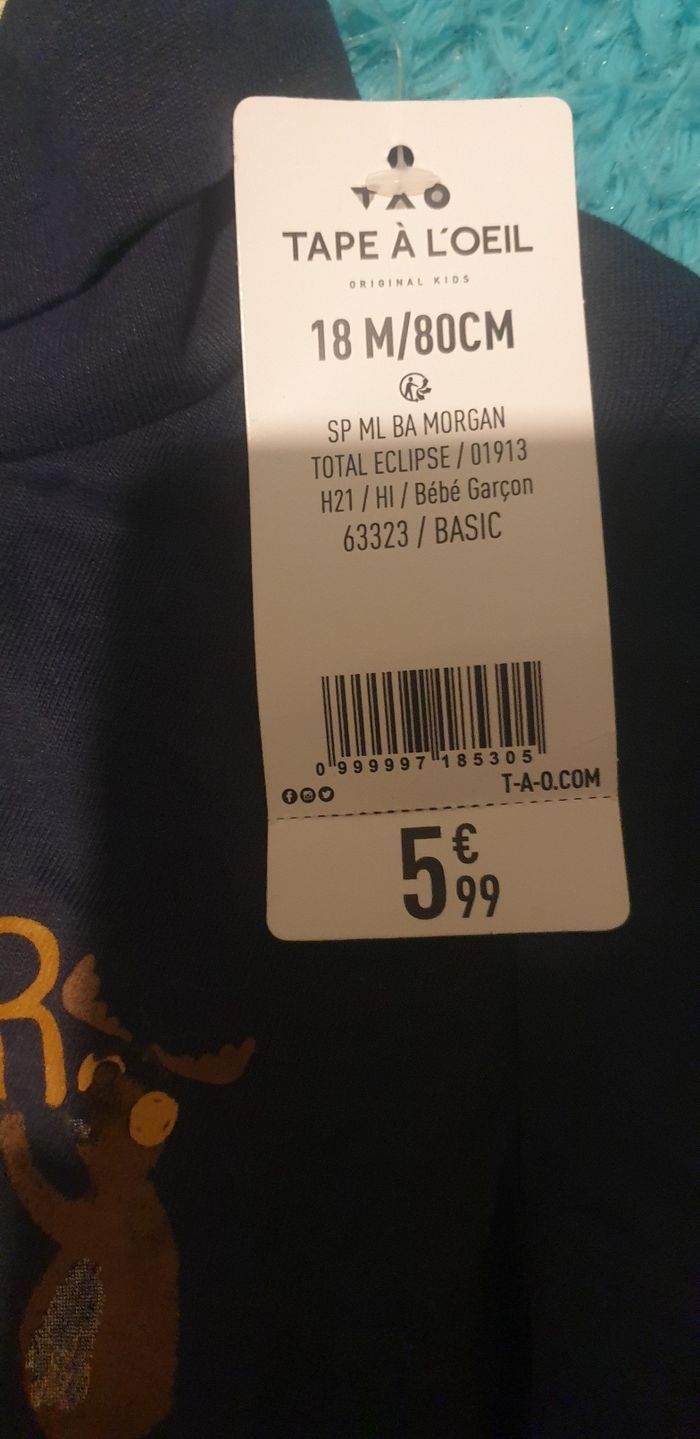 TAO
TAPE À L'OEIL
ORIGINAL KIDS
18 M/80CM
SP ML BA MORGAN
TOTAL ECLIPSE / 01913
H21 / HI / Bébé Garçon
63323 / BASIC
0 999997 185305
T-A-O.COM
5€99
R